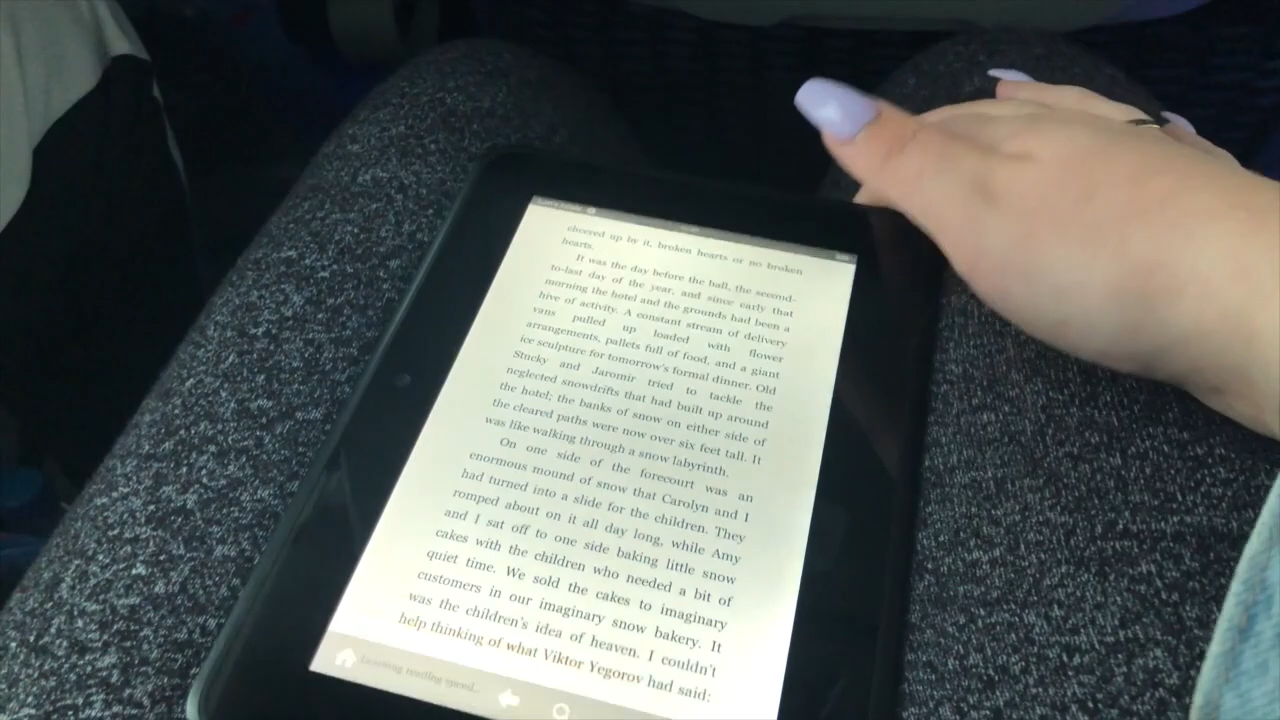 cheered up by it, broken hearts or no broken
hearts.
It was the day before the ball, the second-
to-last day of the year, and since early that
morning the hotel and the grounds had been a
hive of activity. A constant stream of delivery
vans pulled up loaded with flower
arrangements, pallets full of food, and a giant
ice sculpture for tomorrow's formal dinner. Old
Stucky and Jaromir tried to tackle the
neglected snowdrifts that had built up around
the hotel; the banks of snow on either side of
the cleared paths were now over six feet tall. It
was like walking through a snow labyrinth.
On one side of the forecourt was an
enormous mound of snow that Carolyn and I
had turned into a slide for the children. They
romped about on it all day long, while Amy
and I sat off to one side baking little snow
cakes with the children who needed a bit of
quiet time. We sold the cakes to imaginary
customers in our imaginary snow bakery. It
was the children's idea of heaven. I couldn't
help thinking of what Viktor Yegorov had said:
Learning reading speed...